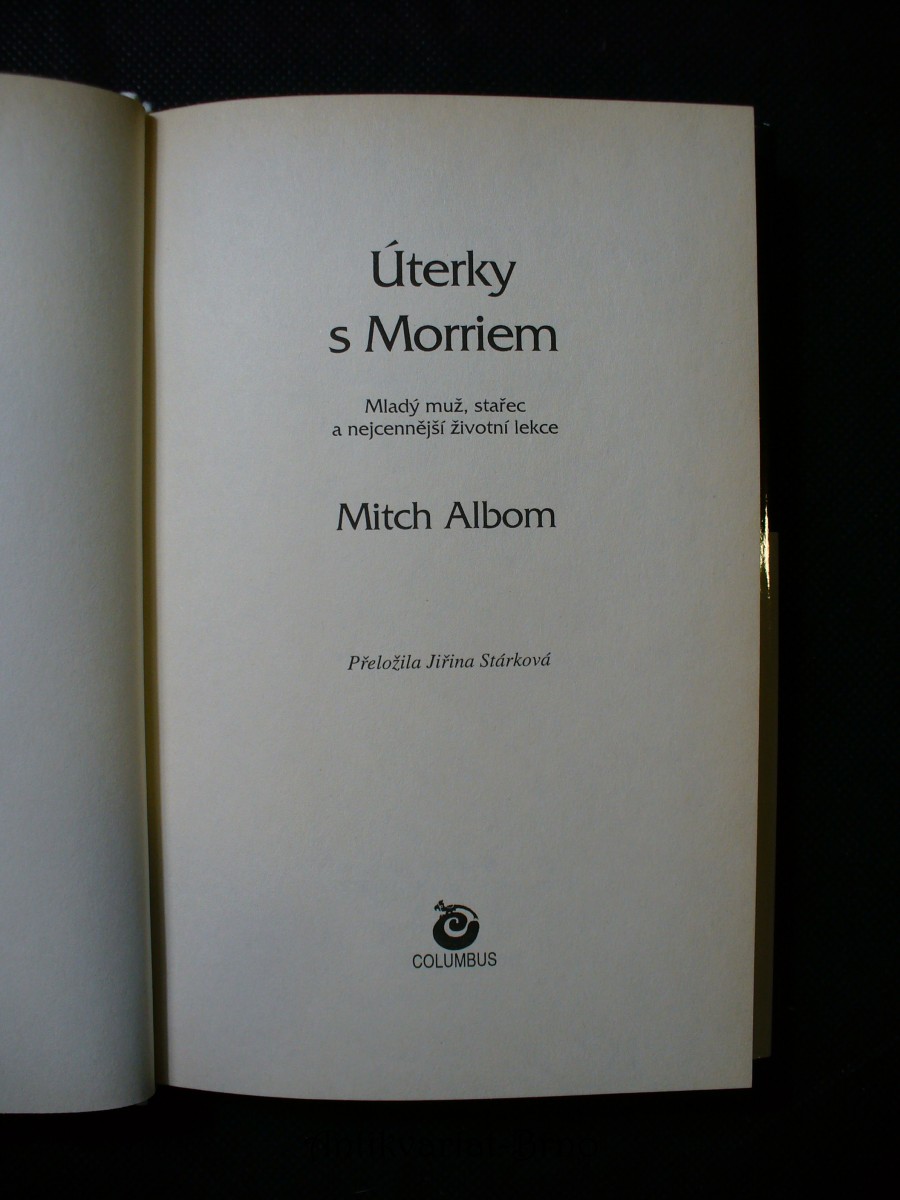 Úterky
s Morriem
Mladý muž, stařec
a nejcennější životní lekce
Mitch Albom
Přeložila Jiřina Stárková
COLUMBUS